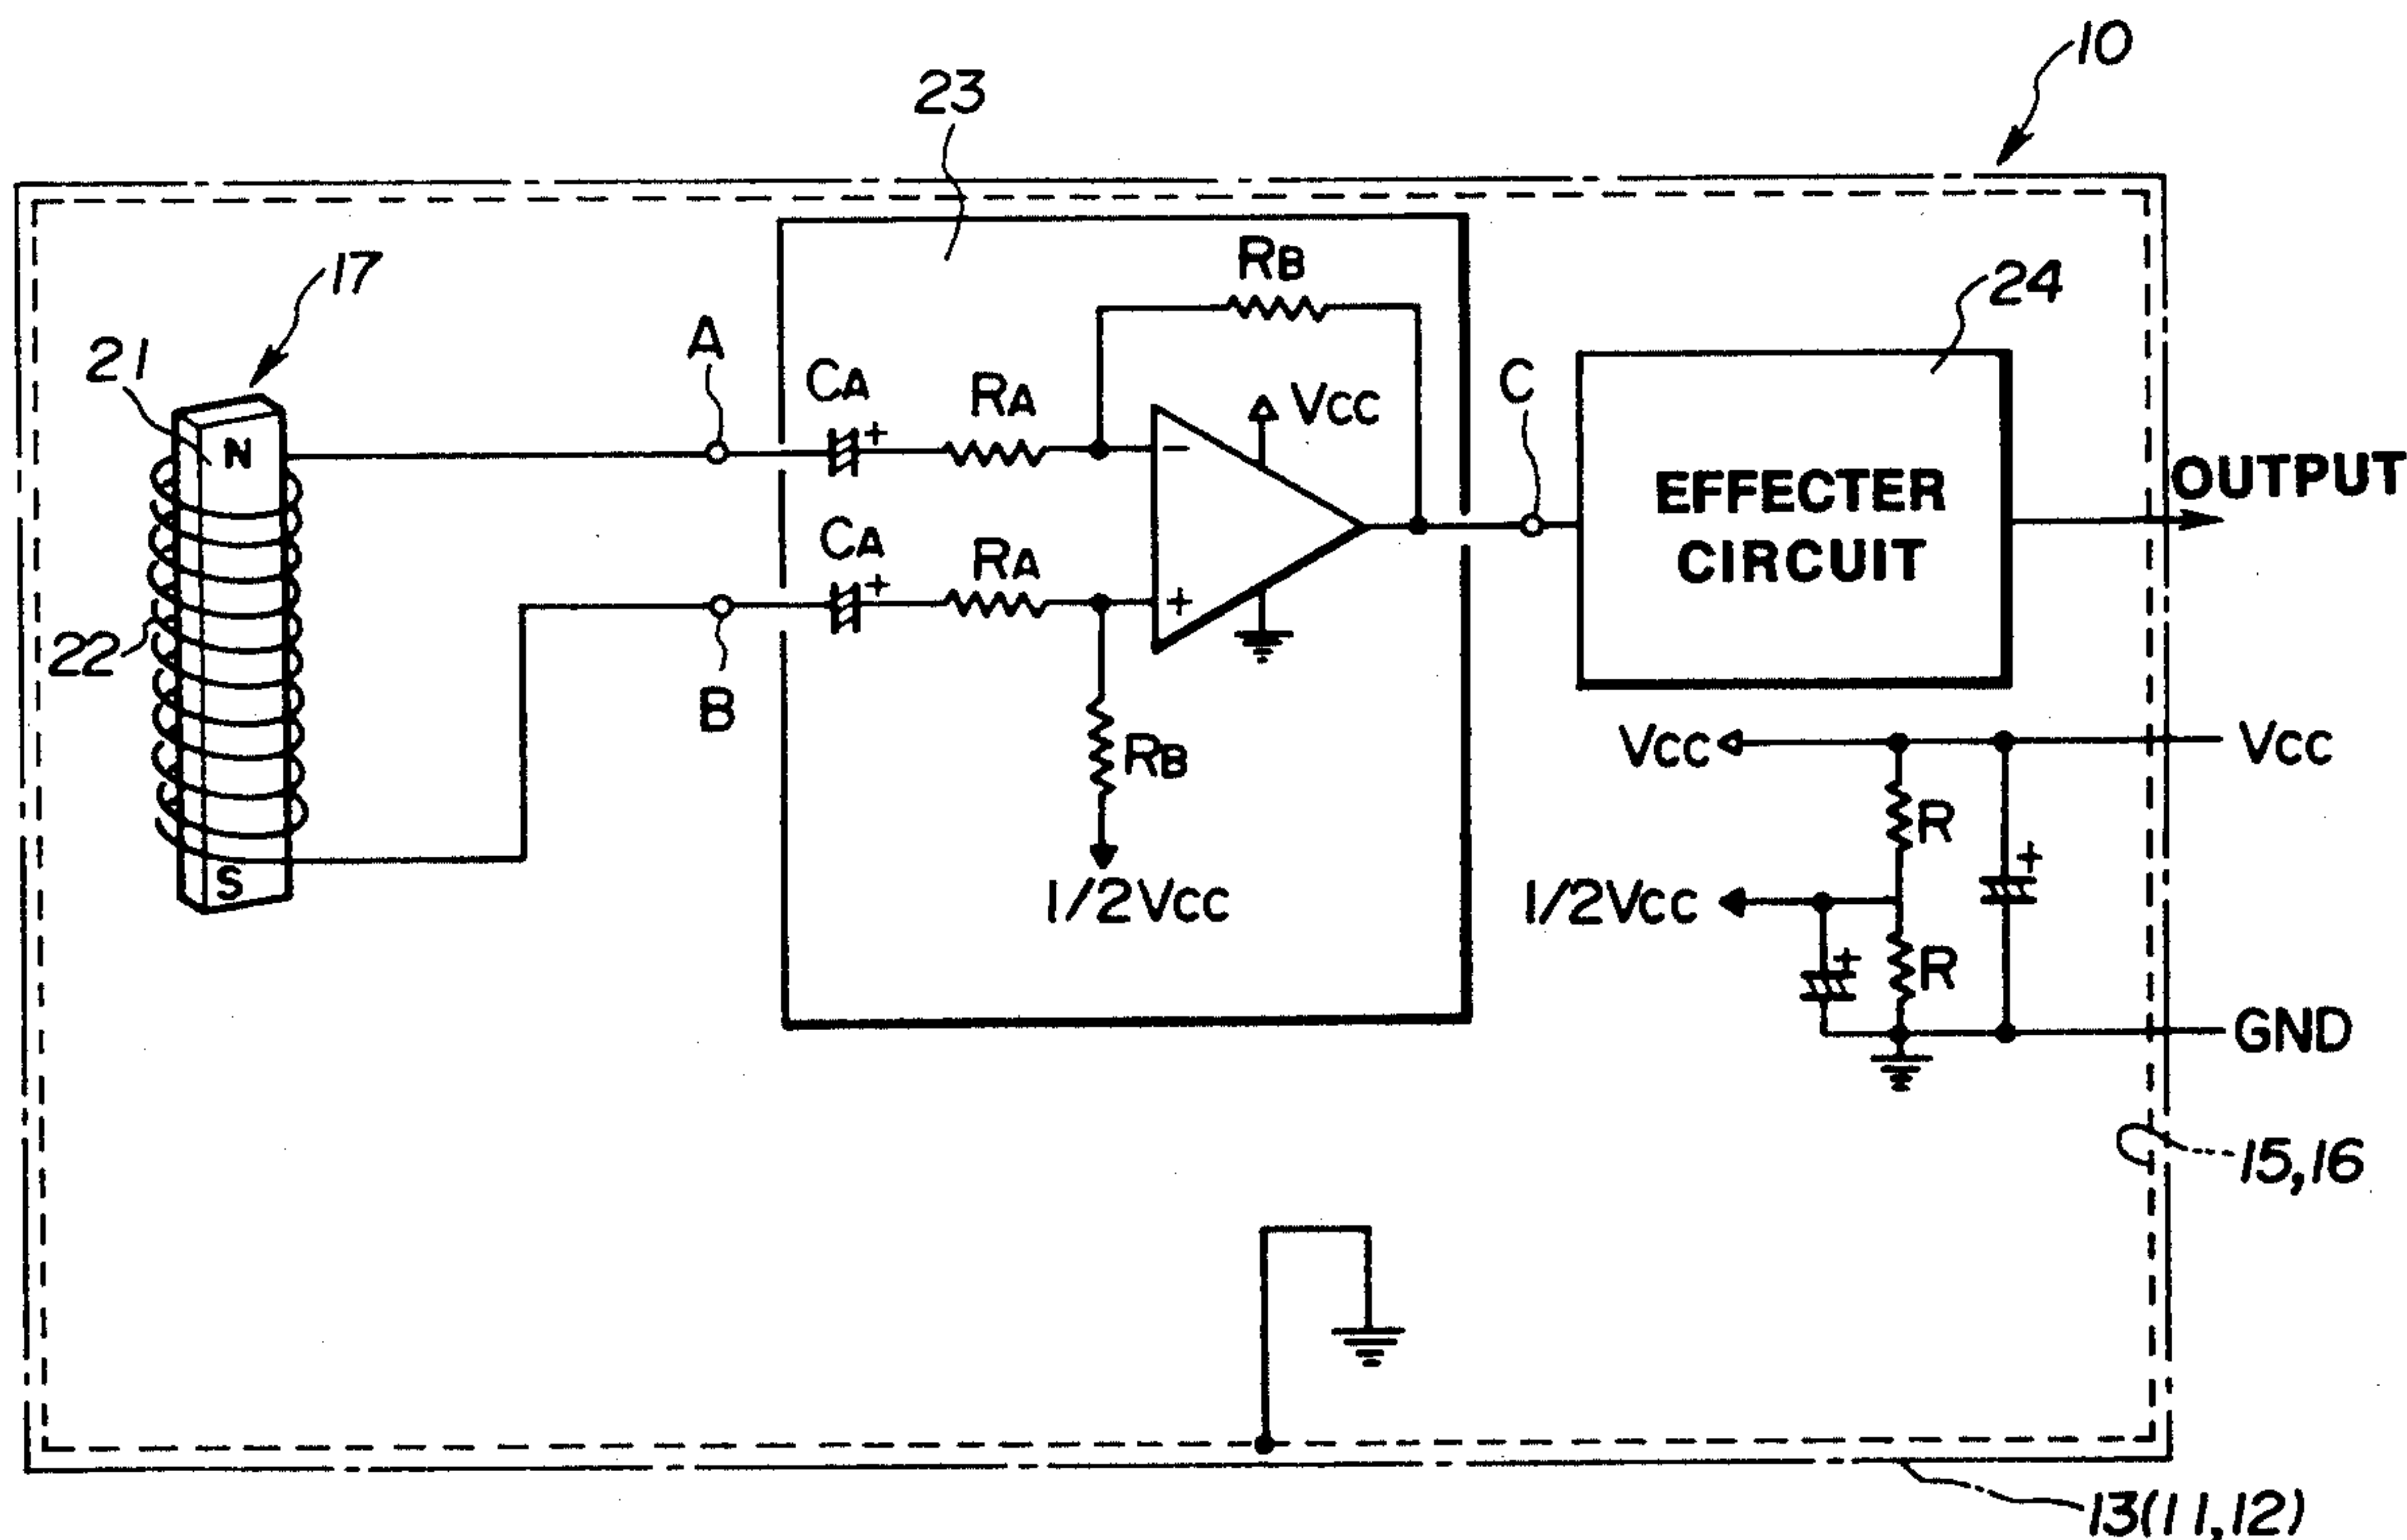 10
23
RB
17
24
21
A
CA
RA
VCC
C
N
−
OUTPUT
EFFECTER
CIRCUIT
+
CA
RA
+
+
22
B
VCC
VCC
RB
R
+
S
1/2VCC
1/2VCC
+
R
GND
15,16
13(11,12)